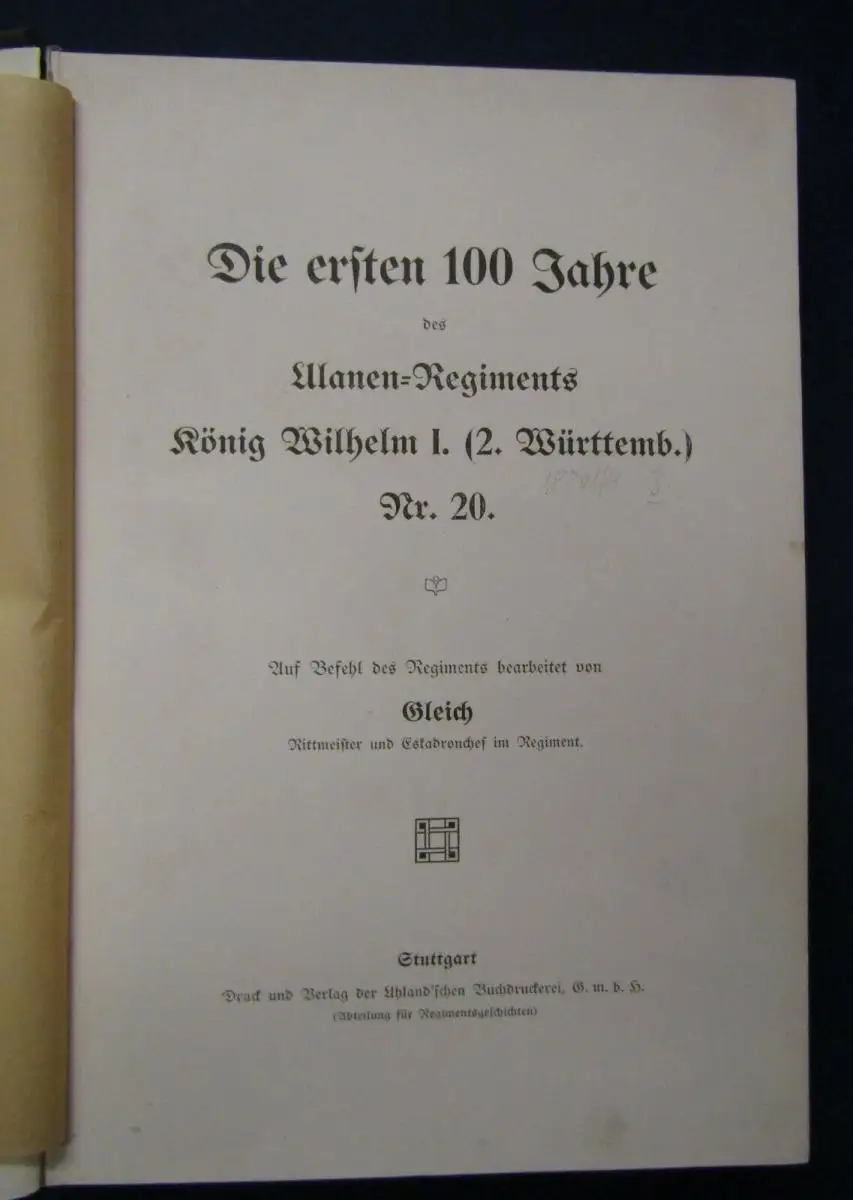 Die ersten 100 Jahre
des
Ulanen-Regiments
König Wilhelm I. (2. Württemb.)
Nr. 20.
Auf Befehl des Regiments bearbeitet von
Gleich
Rittmeister und Eskadronchef im Regiment.
Stuttgart
Druck und Verlag der Uhland'schen Buchdruckerei, G. m. b. H.
(Abteilung für Regimentsgeschichten)